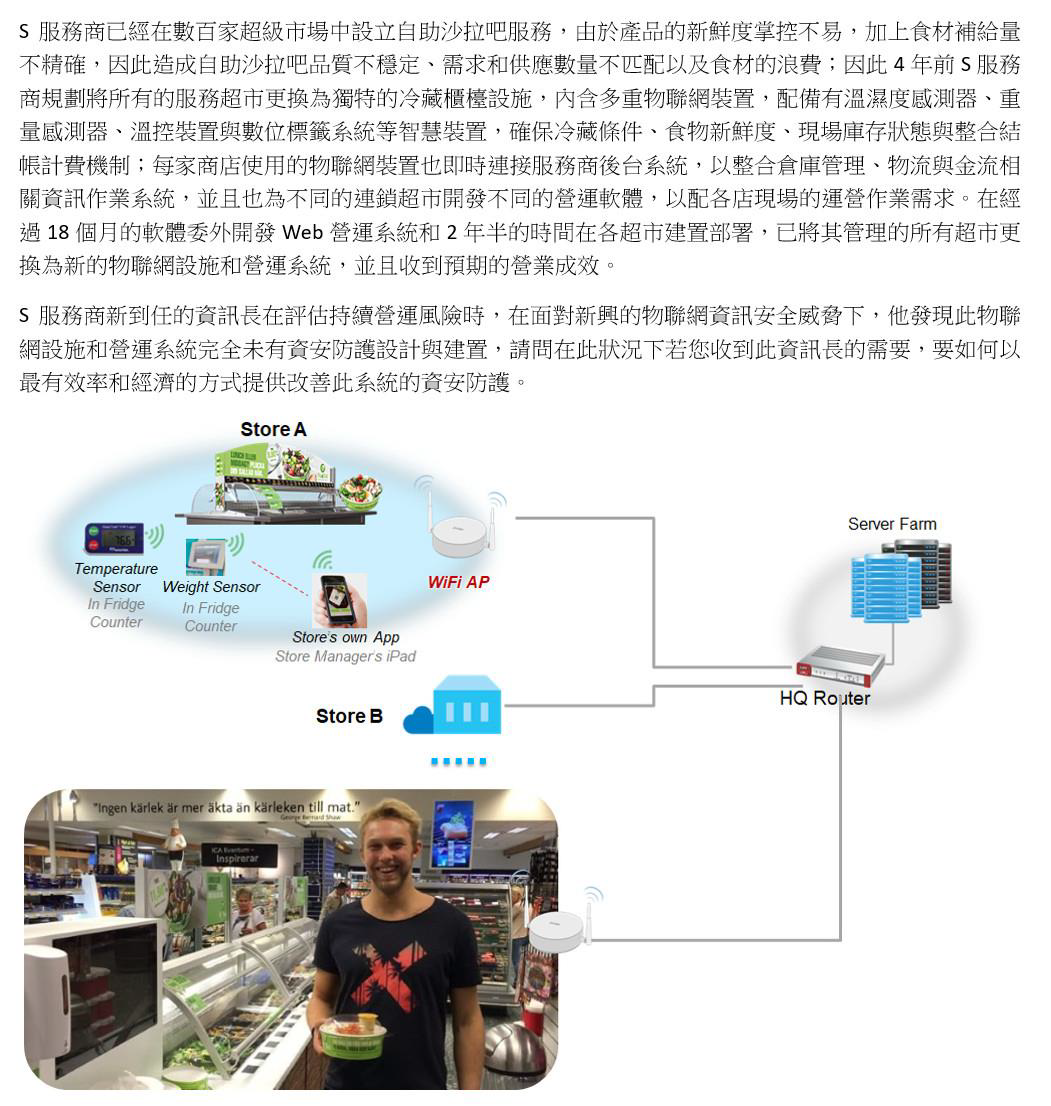 S 服務商已經在數百家超級市場中設立自助沙拉吧服務，由於產品的新鮮度掌控不易，加上食材補給量
不精確，因此造成自助沙拉吧品質不穩定、需求和供應數量不匹配以及食材的浪費；因此 4 年前 S 服務
商規劃將所有的服務超市更換為獨特的冷藏櫃檯設施，內含多重物聯網裝置，配備有溫濕度感測器、重
量感測器、溫控裝置與數位標籤系統等智慧裝置，確保冷藏條件、食物新鮮度、現場庫存狀態與整合結
帳計費機制；每家商店使用的物聯網裝置也即時連接服務商後台系統，以整合倉庫管理、物流與金流相
關資訊作業系統，並且也為不同的連鎖超市開發不同的營運軟體，以配各店現場的運營作業需求。在經
過 18 個月的軟體委外開發 Web 營運系統和 2 年半的時間在各超市建置部署，已將其管理的所有超市更
換為新的物聯網設施和營運系統，並且收到預期的營業成效。
S 服務商新到任的資訊長在評估持續營運風險時，在面對新興的物聯網資訊安全威脅下，他發現此物聯
網設施和營運系統完全未有資安防護設計與建置，請問在此狀況下若您收到此資訊長的需要，要如何以
最有效率和經濟的方式提供改善此系統的資安防護。
Store A
Server Farm
Temperature
Sensor
In Fridge
Counter
Weight Sensor
In Fridge
Counter
WiFi AP
Store's own App
Store Manager's iPad
HQ Router
Store B
"Ingen kärlek är mer äkta än kärleken till mat."
George Bernard Shaw
ICA Kvantum
Inspirerar